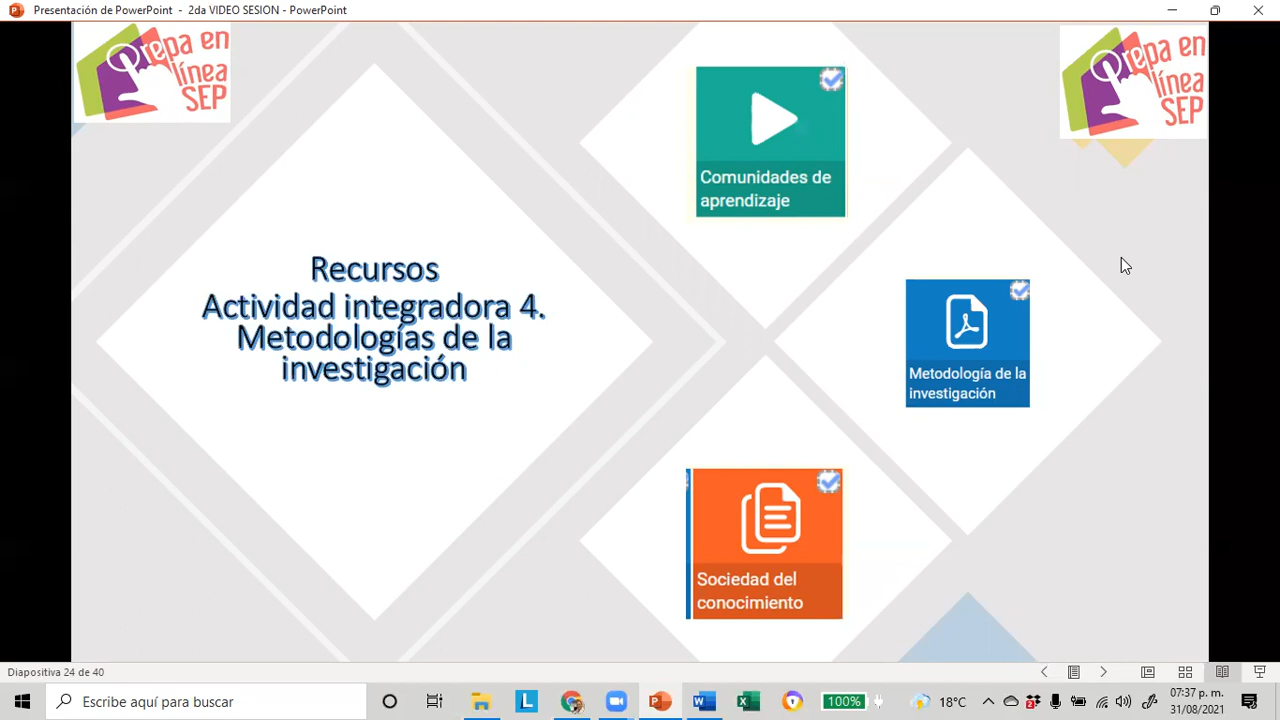 Presentación de PowerPoint - 2da VIDEO SESION - PowerPoint
Prepa en
línea
SEP
Prepa en
línea
SEP
Comunidades de
aprendizaje
Recursos
Actividad integradora 4.
Metodologías de la
investigación
Metodología de la
investigación
Sociedad del
conocimiento
Diapositiva 24 de 40
Escribe aquí para buscar
L
100%
18°C
2
07:37 p. m.
31/08/2021